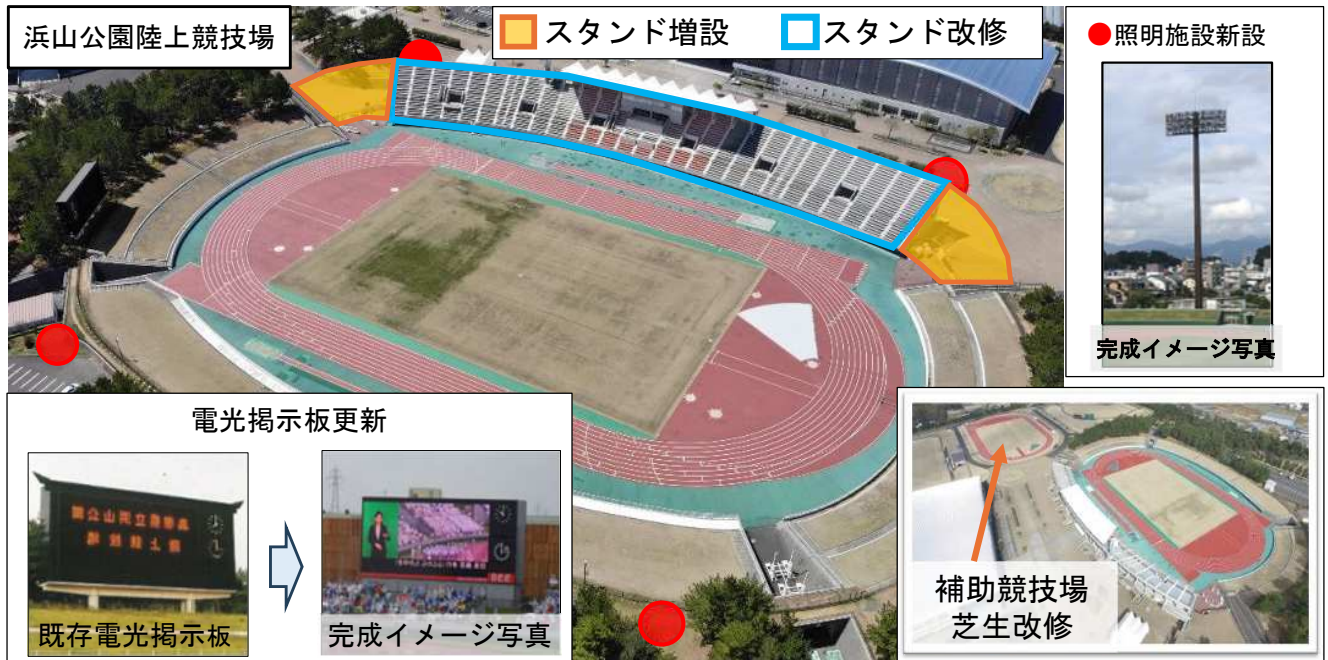 浜山公園陸上競技場
スタンド増設
スタンド改修
照明施設新設
完成イメージ写真
電光掲示板更新
既存電光掲示板
完成イメージ写真
補助競技場
芝生改修